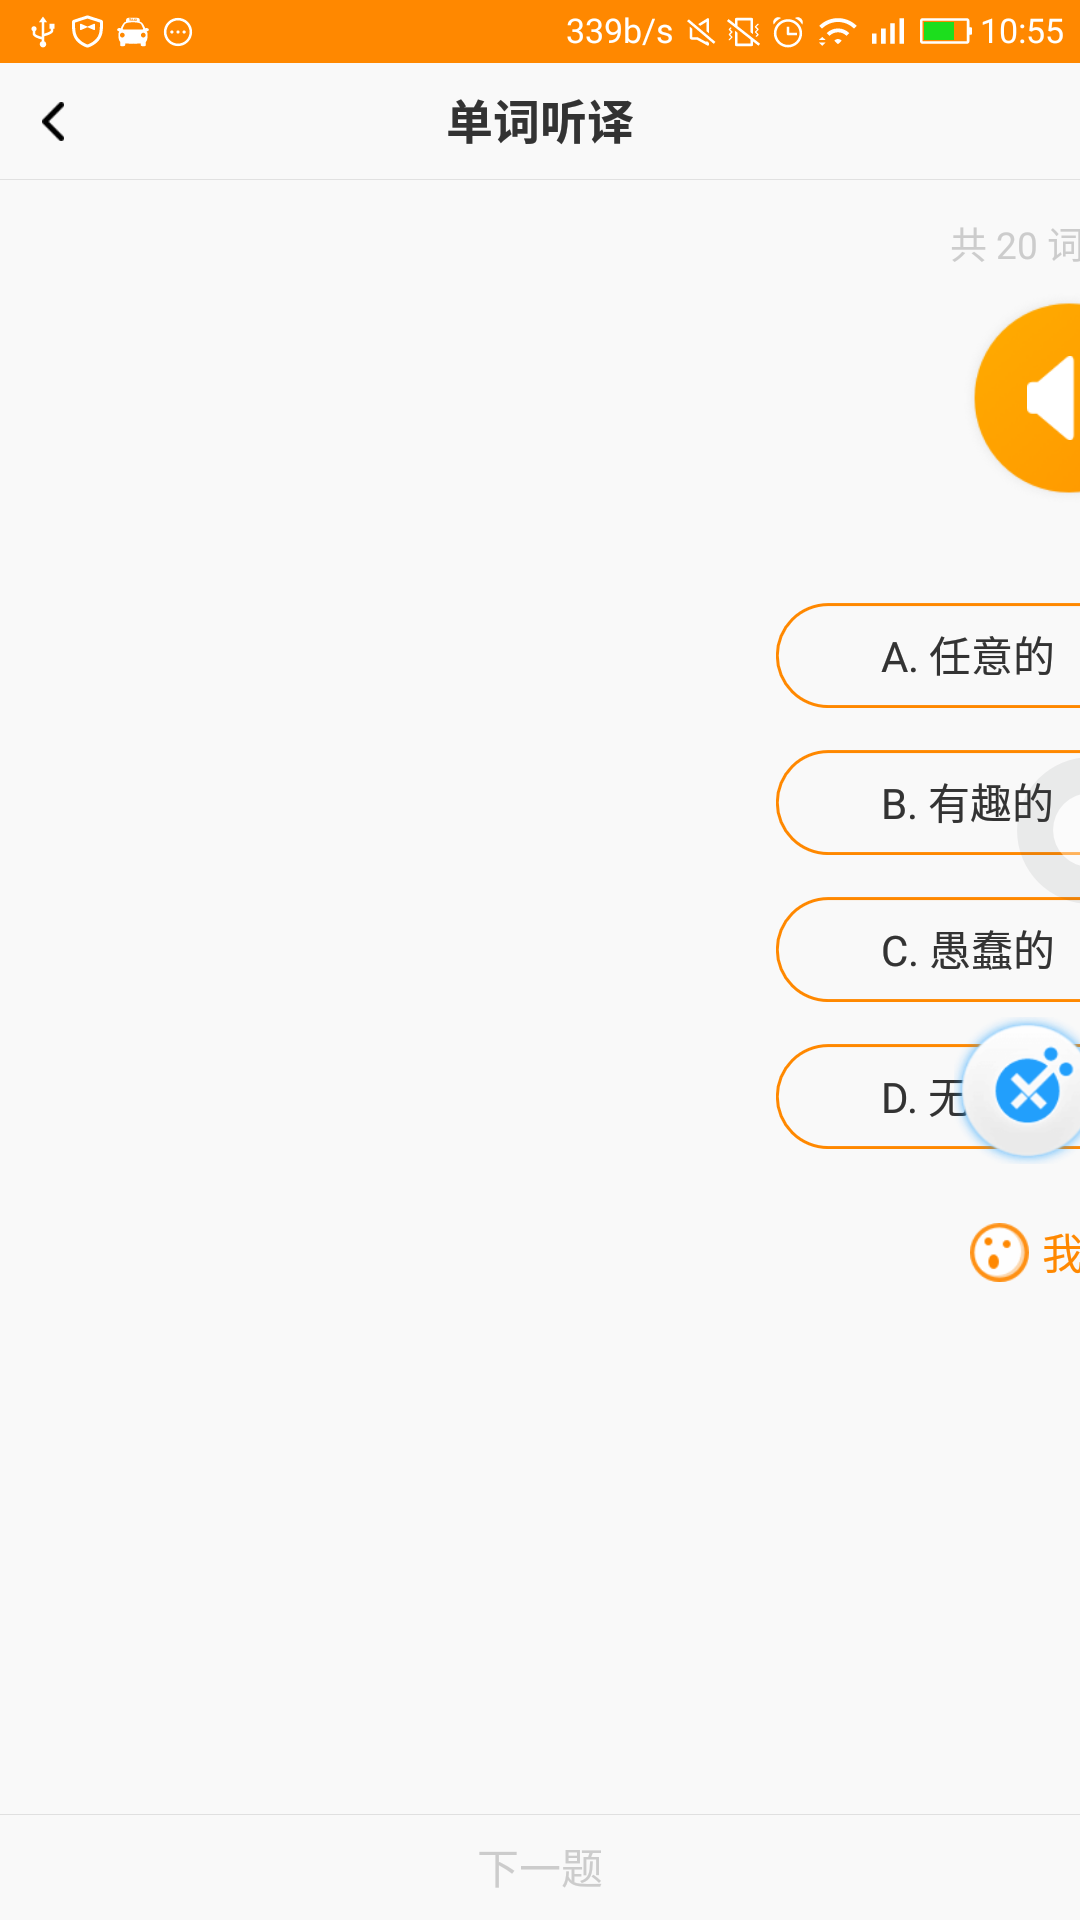 339b/s 10:55
单词听译
共 20 词
A. 任意的
B. 有趣的
C. 愚蠢的
D. 无
我
下一题